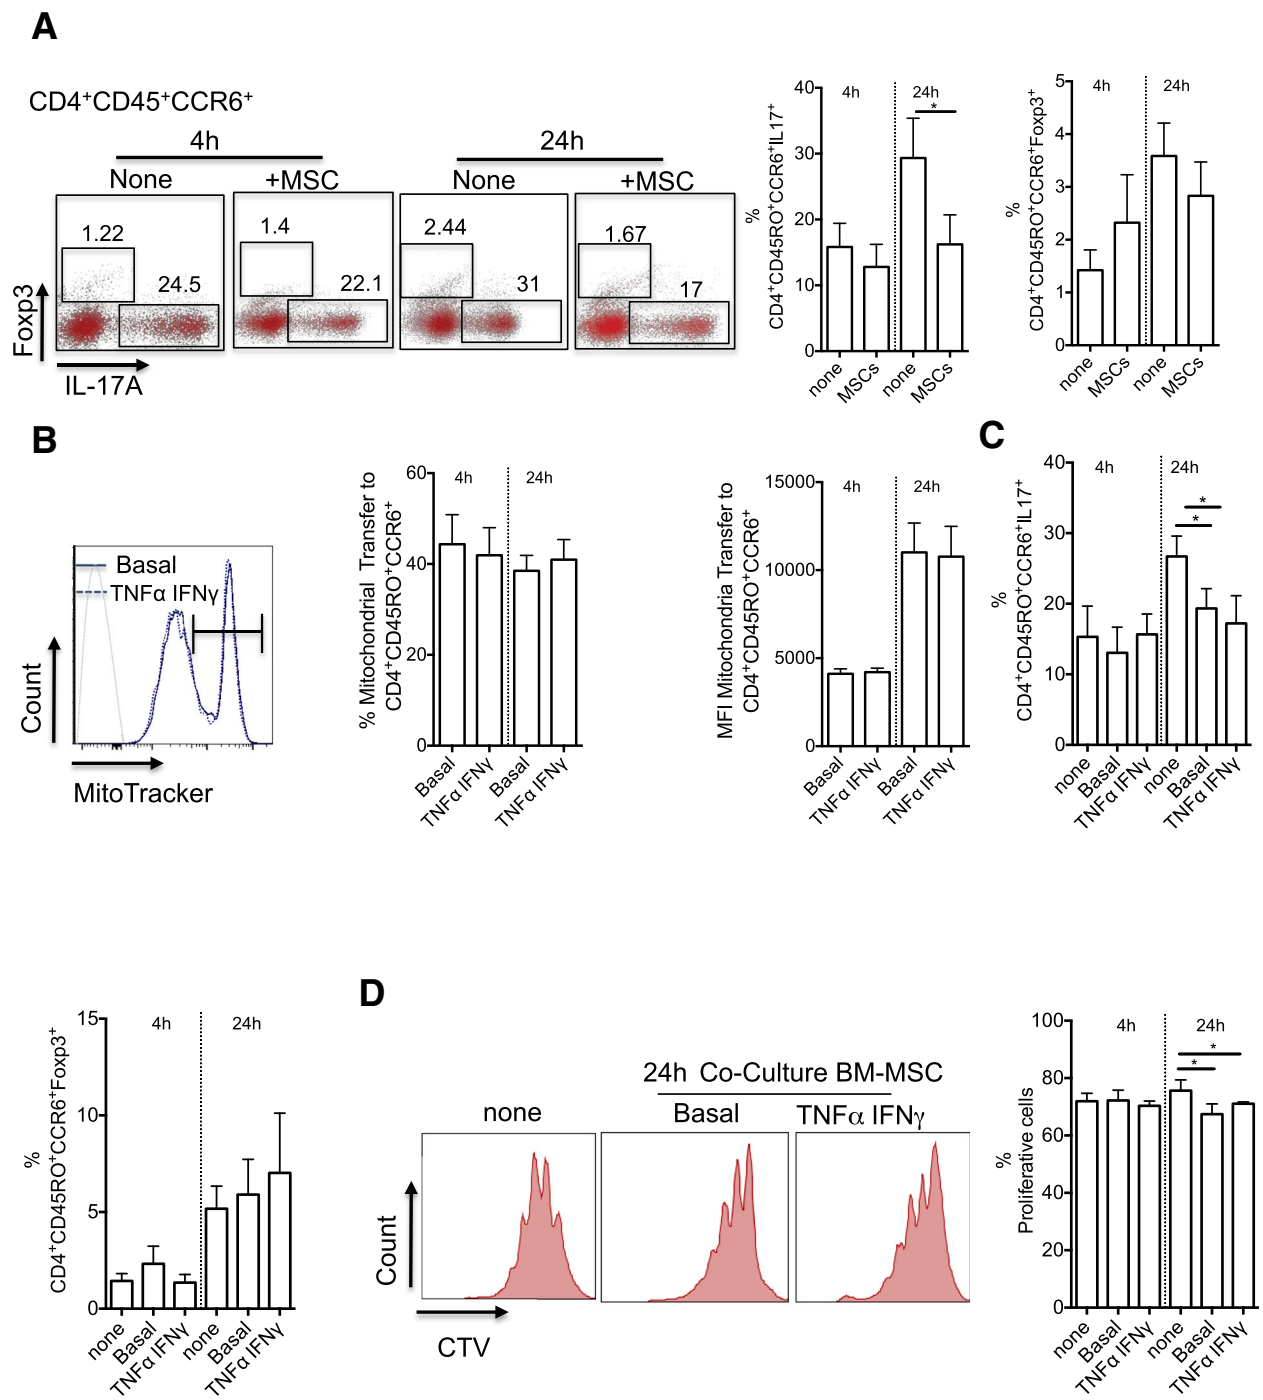 A
CD4+CD45+CCR6+
4h
24h
None
+MSC
None
+MSC
1.22
24.5
1.4
22.1
2.44
31
1.67
17
Foxp3
IL-17A
%
CD4+CD45RO+CCR6+IL17+
40
30
20
10
0
4h
24h
*
none
MSCs
none
MSCs
%
CD4+CD45RO+CCR6+Foxp3+
5
4
3
2
1
0
4h
24h
none
MSCs
none
MSCs
B
Basal
TNFα IFNγ
Count
MitoTracker
% Mitochondrial Transfer to
CD4+CD45RO+CCR6+
60
40
20
0
4h
24h
Basal
TNFα IFNγ
Basal
TNFα IFNγ
MFI Mitochondria Transfer to
CD4+CD45RO+CCR6+
15000
10000
5000
0
4h
24h
Basal
TNFα IFNγ
Basal
TNFα IFNγ
C
%
CD4+CD45RO+CCR6+IL17+
40
30
20
10
0
4h
24h
*
*
none
Basal
TNFα IFNγ
none
Basal
TNFα IFNγ
%
CD4+CD45RO+CCR6+Foxp3+
15
10
5
0
4h
24h
none
Basal
TNFα IFNγ
none
Basal
TNFα IFNγ
D
24h Co-Culture BM-MSC
none
Basal
TNFα IFNγ
Count
CTV
%
Proliferative cells
100
80
60
40
20
0
4h
24h
*
*
none
Basal
TNFα IFNγ
none
Basal
TNFα IFNγ